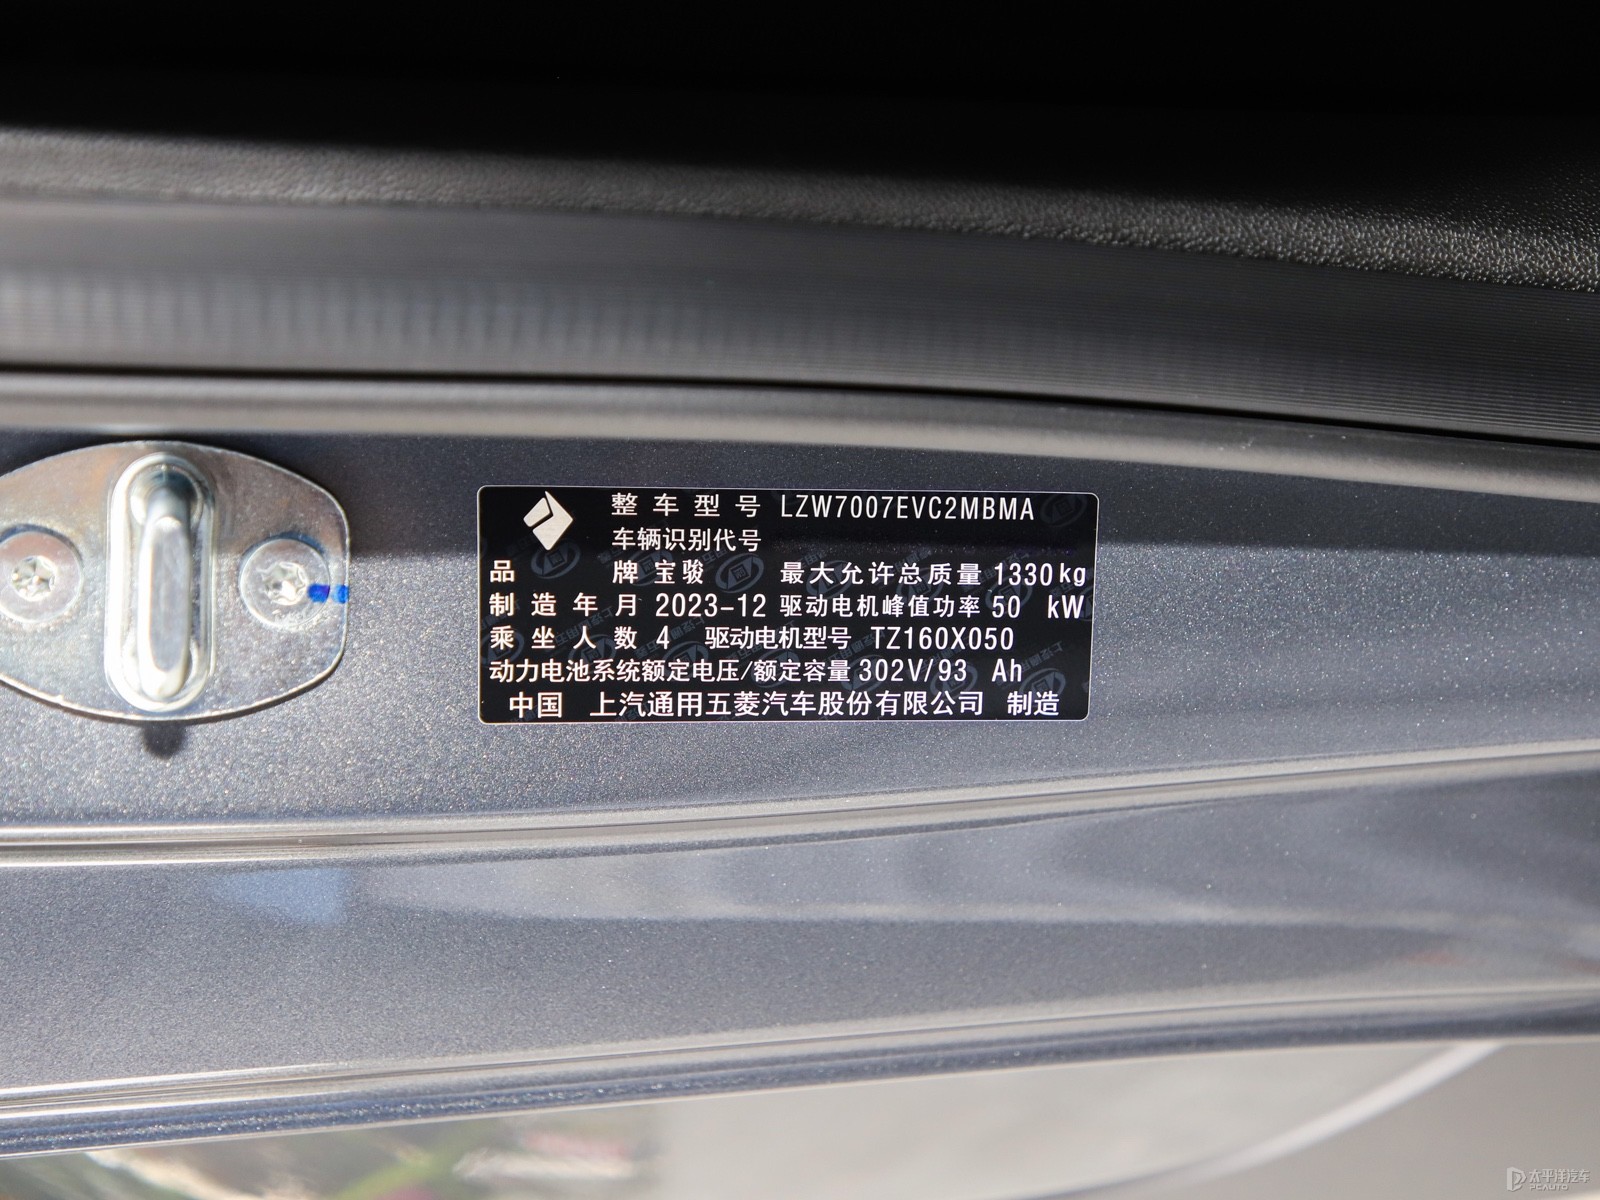 整车型号 LZW7007EVC2MBMA
车辆识别代号
品牌 宝骏 最大允许总质量 1330kg
制造年月 2023-12 驱动电机峰值功率 50 kW
乘坐人数 4 驱动电机型号 TZ160X050
动力电池系统额定电压/额定容量 302V//93 Ah
中国 上汽通用五菱汽车股份有限公司 制造
太平洋汽车
PCAUTO